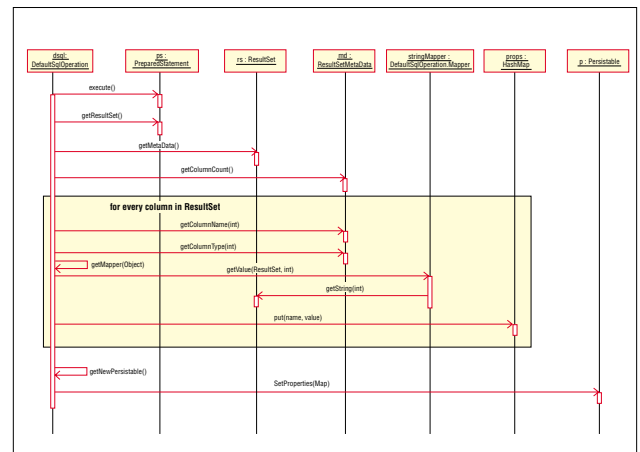 dsql:
DefaultSqlOperation
ps :
PreparedStatement
rs : ResultSet
md :
ResultSetMetaData
stringMapper :
DefaultSqlOperation.Mapper
props :
HashMap
p : Persistable
execute()
getResultSet()
getMetaData()
getColumnCount()
for every column in ResultSet
getColumnName(int)
getColumnType(int)
getMapper(Object)
getValue(ResultSet, int)
getString(int)
put(name, value)
getNewPersistable()
SetProperties(Map)